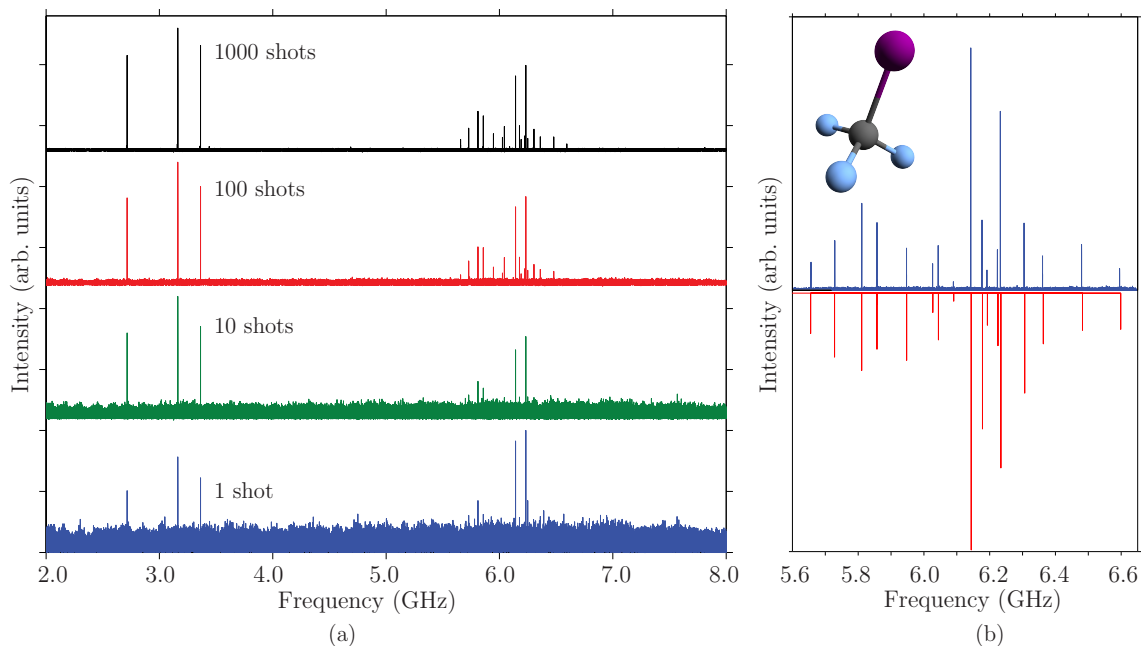 1000 shots
100 shots
10 shots
1 shot
Intensity (arb. units)
2.0 3.0 4.0 5.0 6.0 7.0 8.0
Frequency (GHz)
(a)
Intensity (arb. units)
5.6 5.8 6.0 6.2 6.4 6.6
Frequency (GHz)
(b)